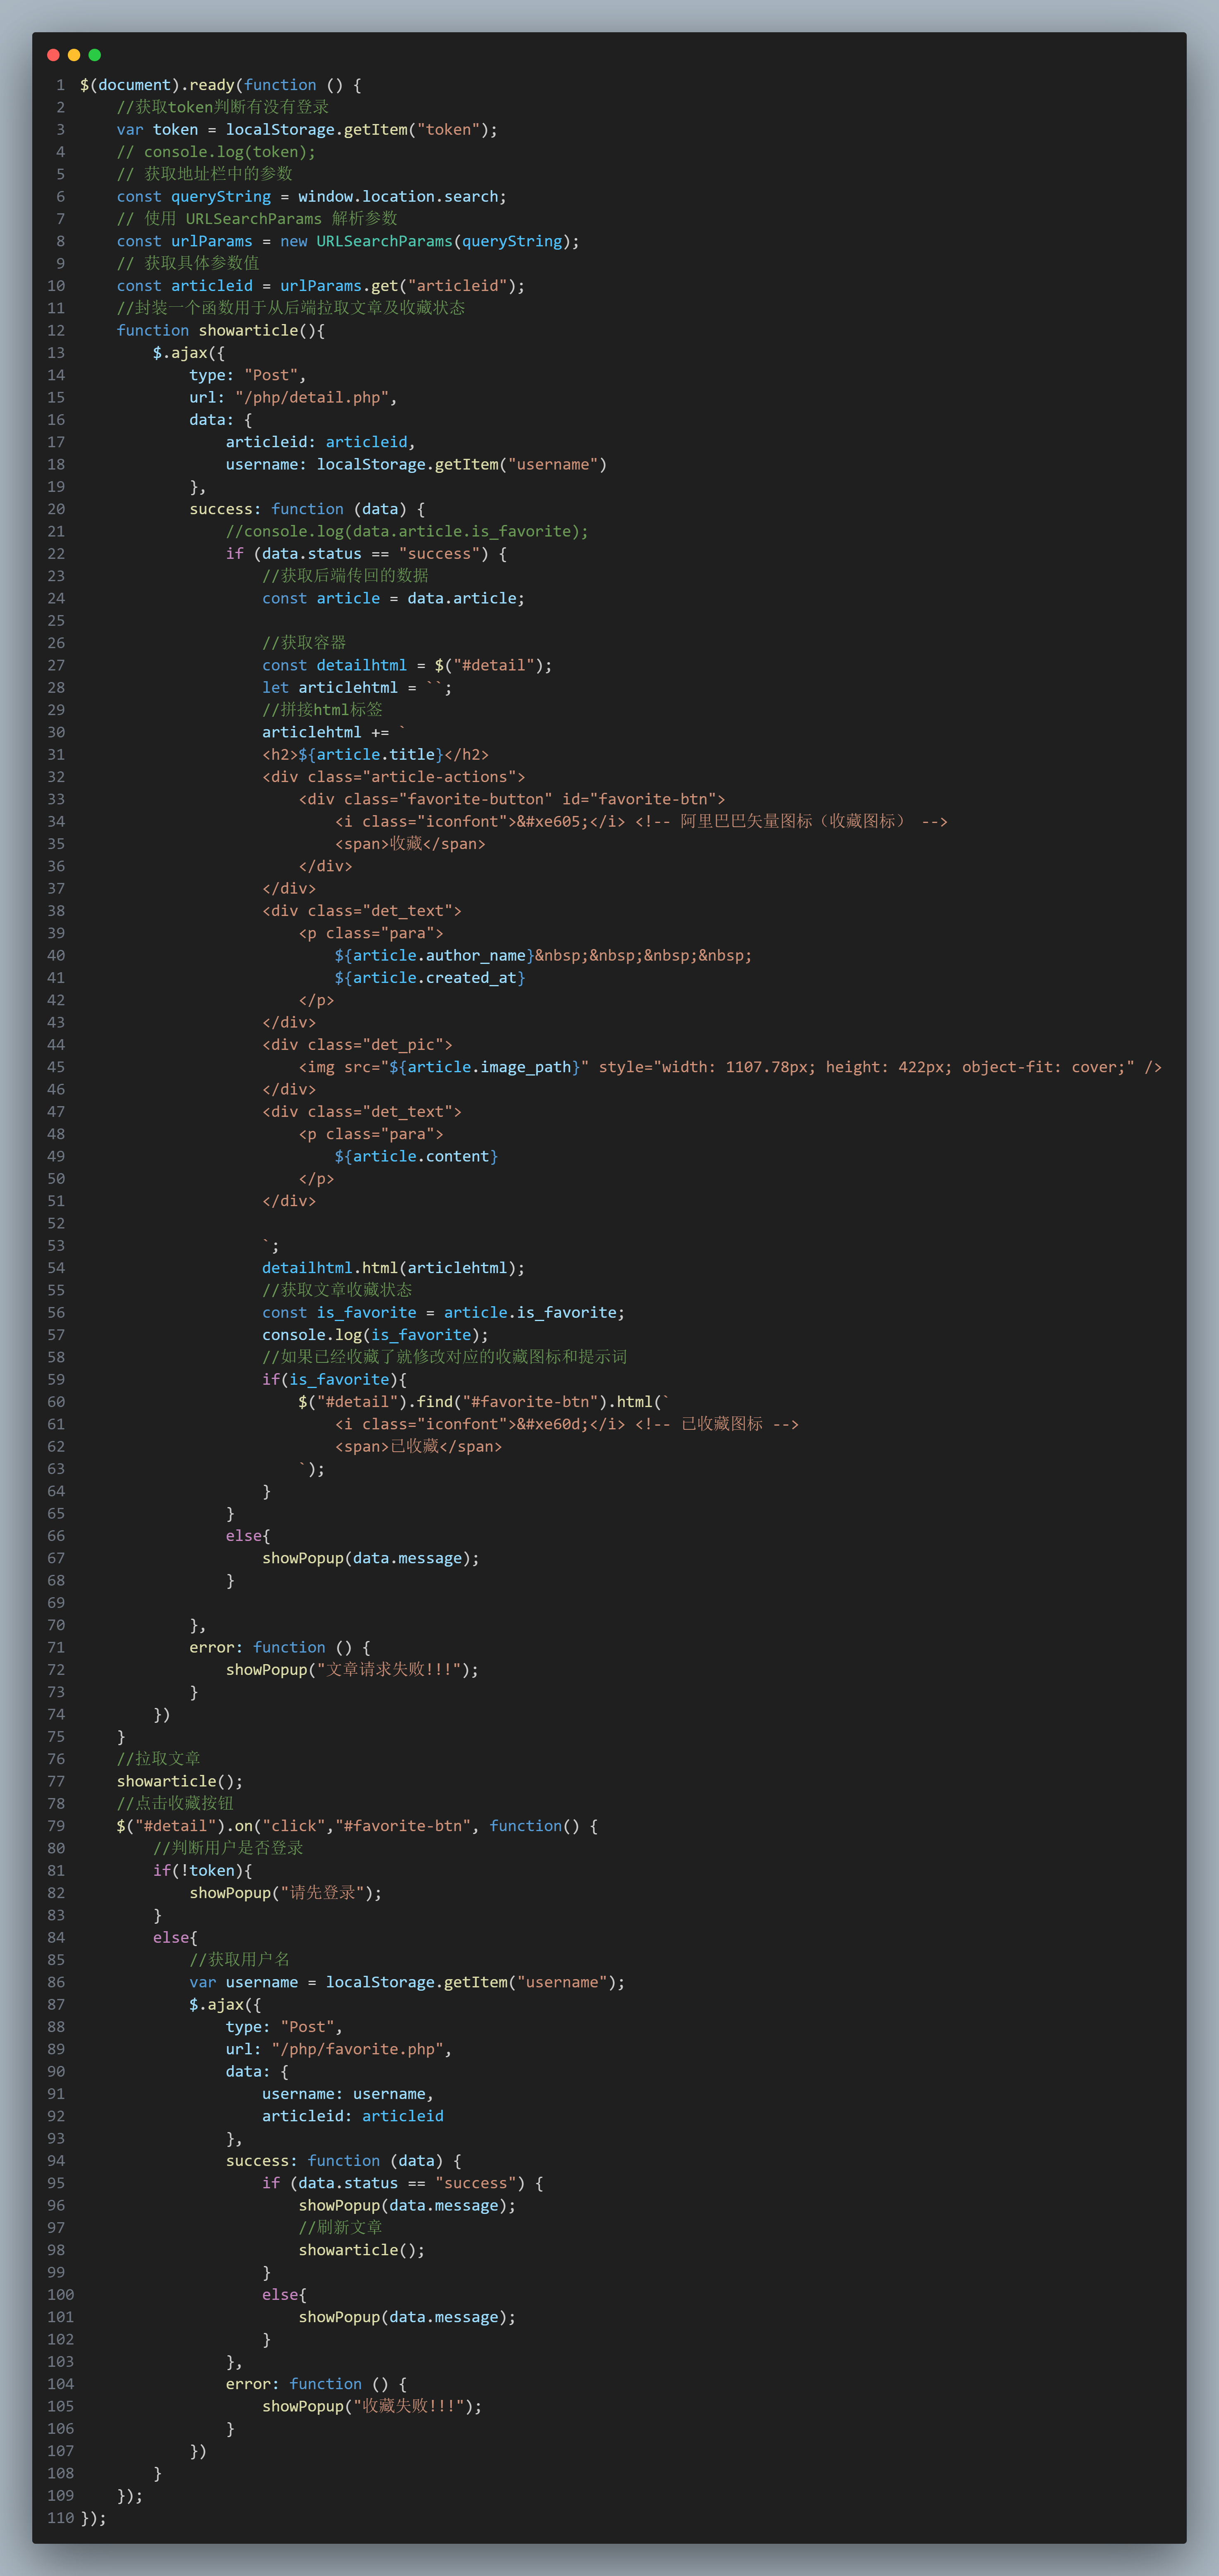 1 $(document).ready(function () {
2 //获取token判断有没有登录
3 var token = localStorage.getItem("token");
4 // console.log(token);
5 // 获取地址栏中的参数
6 const queryString = window.location.search;
7 // 使用 URLSearchParams 解析参数
8 const urlParams = new URLSearchParams(queryString);
9 // 获取具体参数值
10 const articleid = urlParams.get("articleid");
11 //封装一个函数用于从后端拉取文章及收藏状态
12 function showarticle(){
13 $.ajax({
14 type: "Post",
15 url: "/php/detail.php",
16 data: {
17 articleid: articleid,
18 username: localStorage.getItem("username")
19 },
20 success: function (data) {
21 //console.log(data.article.is_favorite);
22 if (data.status == "success") {
23 //获取后端传回的数据
24 const article = data.article;
25
26 //获取容器
27 const detailhtml = $("#detail");
28 let articlehtml = ``;
29 //拼接html标签
30 articlehtml += `
31 <h2>${article.title}</h2>
32 <div class="article-actions">
33 <div class="favorite-button" id="favorite-btn">
34 <i class="iconfont">&#xe605;</i> <!-- 阿里巴巴矢量图标（收藏图标） -->
35 <span>收藏</span>
36 </div>
37 </div>
38 <div class="det_text">
39 <p class="para">
40 ${article.author_name}&nbsp;&nbsp;&nbsp;&nbsp;
41 ${article.created_at}
42 </p>
43 </div>
44 <div class="det_pic">
45 <img src="${article.image_path}" style="width: 1107.78px; height: 422px; object-fit: cover;" />
46 </div>
47 <div class="det_text">
48 <p class="para">
49 ${article.content}
50 </p>
51 </div>
52
53 `;
54 detailhtml.html(articlehtml);
55 //获取文章收藏状态
56 const is_favorite = article.is_favorite;
57 console.log(is_favorite);
58 //如果已经收藏了就修改对应的收藏图标和提示词
59 if(is_favorite){
60 $("#detail").find("#favorite-btn").html(`
61 <i class="iconfont">&#xe60d;</i> <!-- 已收藏图标 -->
62 <span>已收藏</span>
63 `);
64 }
65 }
66 else{
67 showPopup(data.message);
68 }
69
70 },
71 error: function () {
72 showPopup("文章请求失败!!!");
73 }
74 })
75 }
76 //拉取文章
77 showarticle();
78 //点击收藏按钮
79 $("#detail").on("click","#favorite-btn", function() {
80 //判断用户是否登录
81 if(!token){
82 showPopup("请先登录");
83 }
84 else{
85 //获取用户名
86 var username = localStorage.getItem("username");
87 $.ajax({
88 type: "Post",
89 url: "/php/favorite.php",
90 data: {
91 username: username,
92 articleid: articleid
93 },
94 success: function (data) {
95 if (data.status == "success") {
96 showPopup(data.message);
97 //刷新文章
98 showarticle();
99 }
100 else{
101 showPopup(data.message);
102 }
103 },
104 error: function () {
105 showPopup("收藏失败!!!");
106 }
107 })
108 }
109 });
110 });